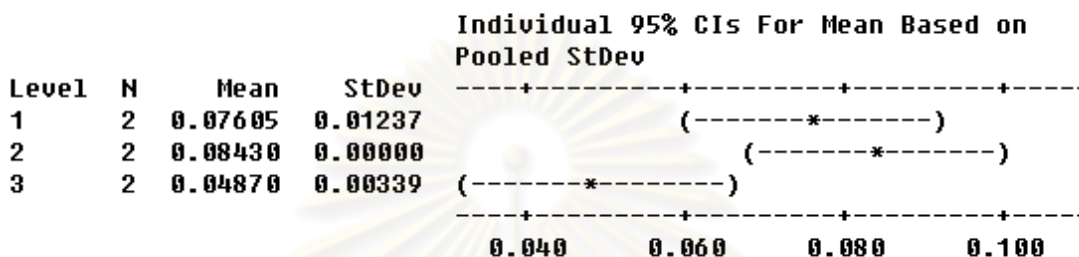 Individual 95% CIs For Mean Based on
                            Pooled StDev
Level  N     Mean    StDev  ----+---------+---------+---------+-----
1      2  0.07605  0.01237                (-------*-------)
2      2  0.08430  0.00000                    (-------*-------)
3      2  0.04870  0.00339  (-------*--------)
                            ----+---------+---------+---------+-----
                              0.040     0.060     0.080     0.100